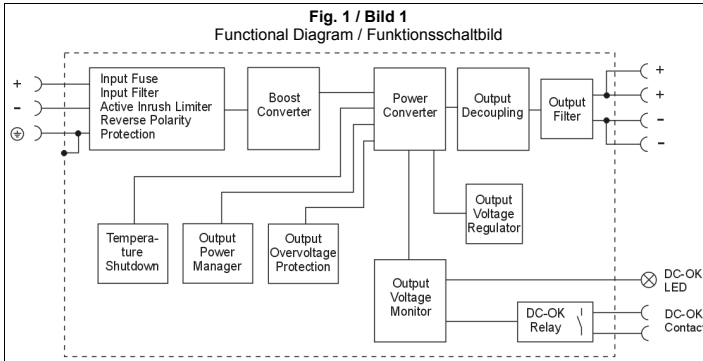 Fig. 1 / Bild 1
Functional Diagram / Funktionsschaltbild
+
-
Input Fuse
Input Filter
Active Inrush Limiter
Reverse Polarity
Protection
Boost
Converter
Power
Converter
Output
Decoupling
Output
Filter
+
+
-
-
Tempera-
ture
Shutdown
Output
Power
Manager
Output
Overvoltage
Protection
Output
Voltage
Regulator
Output
Voltage
Monitor
DC-OK
LED
DC-OK
Relay
DC-OK
Contact